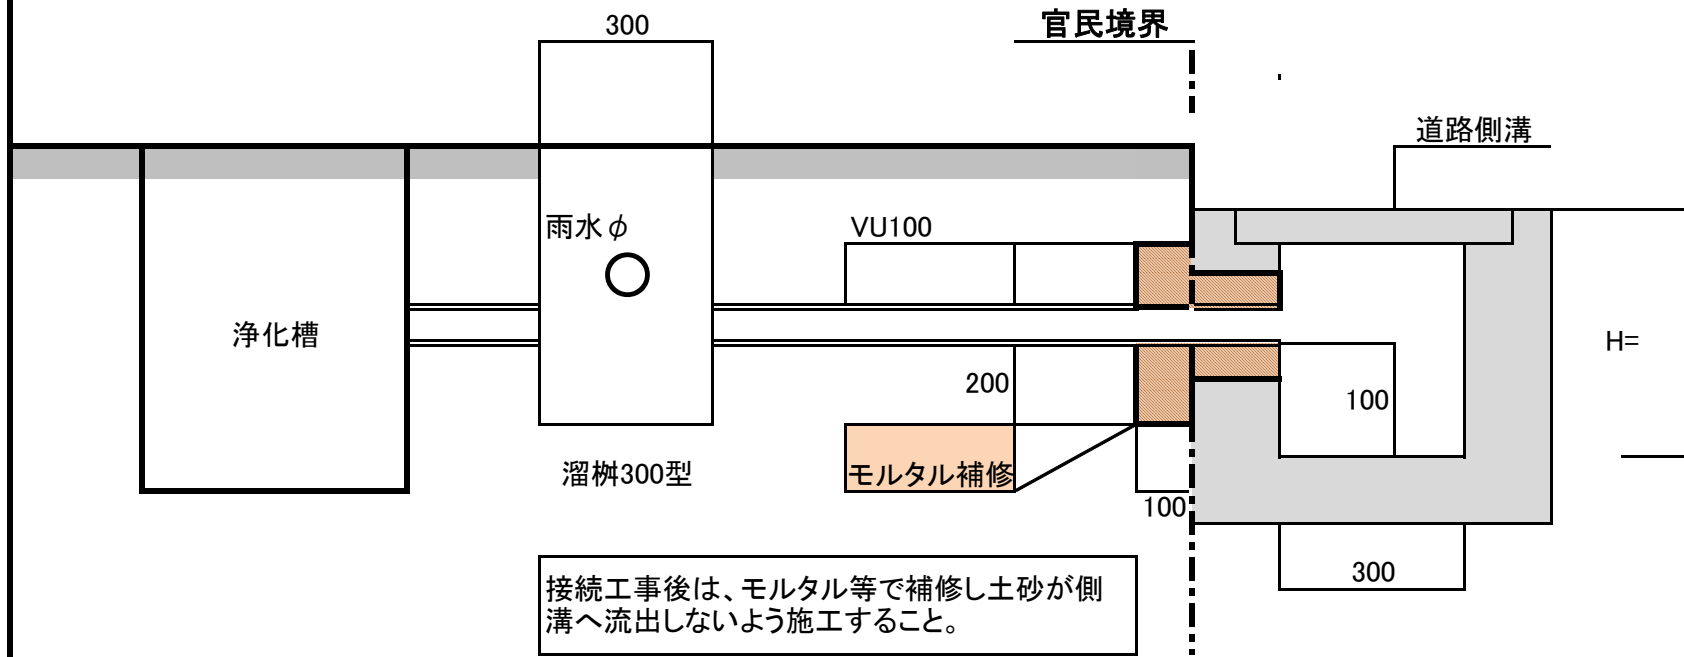 官民境界
300
道路側溝
雨水φ
VU100
浄化槽
H=
200
100
溜桝300型
モルタル補修
100
300
接続工事後は、モルタル等で補修し土砂が側
溝へ流出しないよう施工すること。